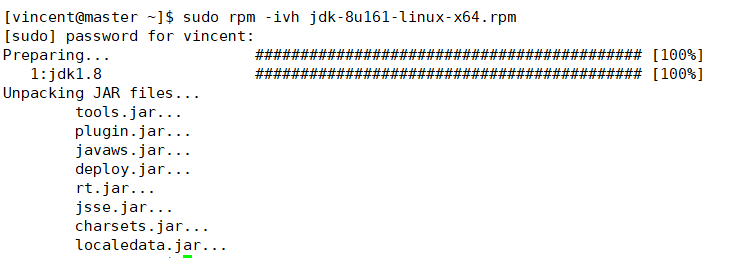 [vincent@master ~]$ sudo rpm -ivh jdk-8u161-linux-x64.rpm
[sudo] password for vincent:
Preparing...                ########################################### [100%]
   1:jdk1.8                 ########################################### [100%]
Unpacking JAR files...
        tools.jar...
        plugin.jar...
        javaws.jar...
        deploy.jar...
        rt.jar...
        jsse.jar...
        charsets.jar...
        localedata.jar...